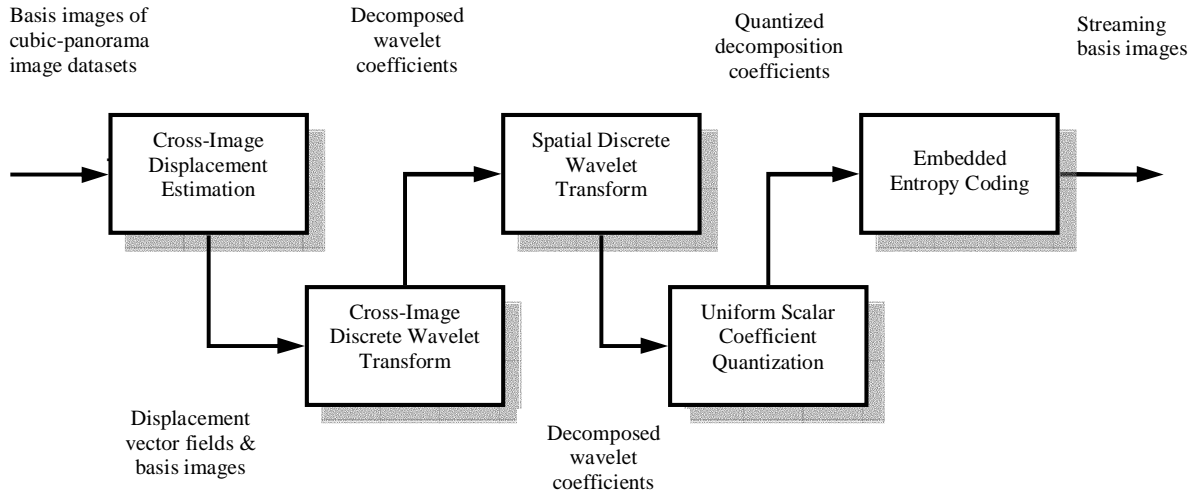 Basis images of
cubic-panorama
image datasets
Decomposed
wavelet
coefficients
Quantized
decomposition
coefficients
Streaming
basis images
Cross-Image
Displacement
Estimation
Spatial Discrete
Wavelet
Transform
Embedded
Entropy Coding
Cross-Image
Discrete Wavelet
Transform
Uniform Scalar
Coefficient
Quantization
Displacement
vector fields &
basis images
Decomposed
wavelet
coefficients